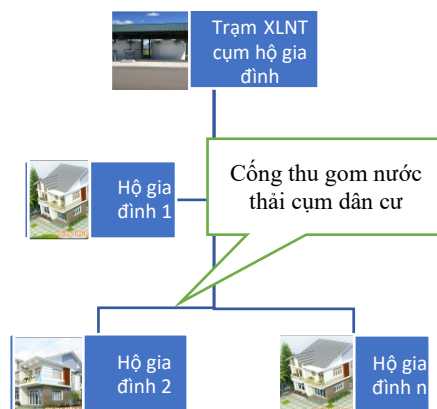 Trạm XLNT
cụm hộ gia
đình
Cống thu gom nước
thải cụm dân cư
Hộ gia
đình 1
Hộ gia
đình 2
Hộ gia
đình n